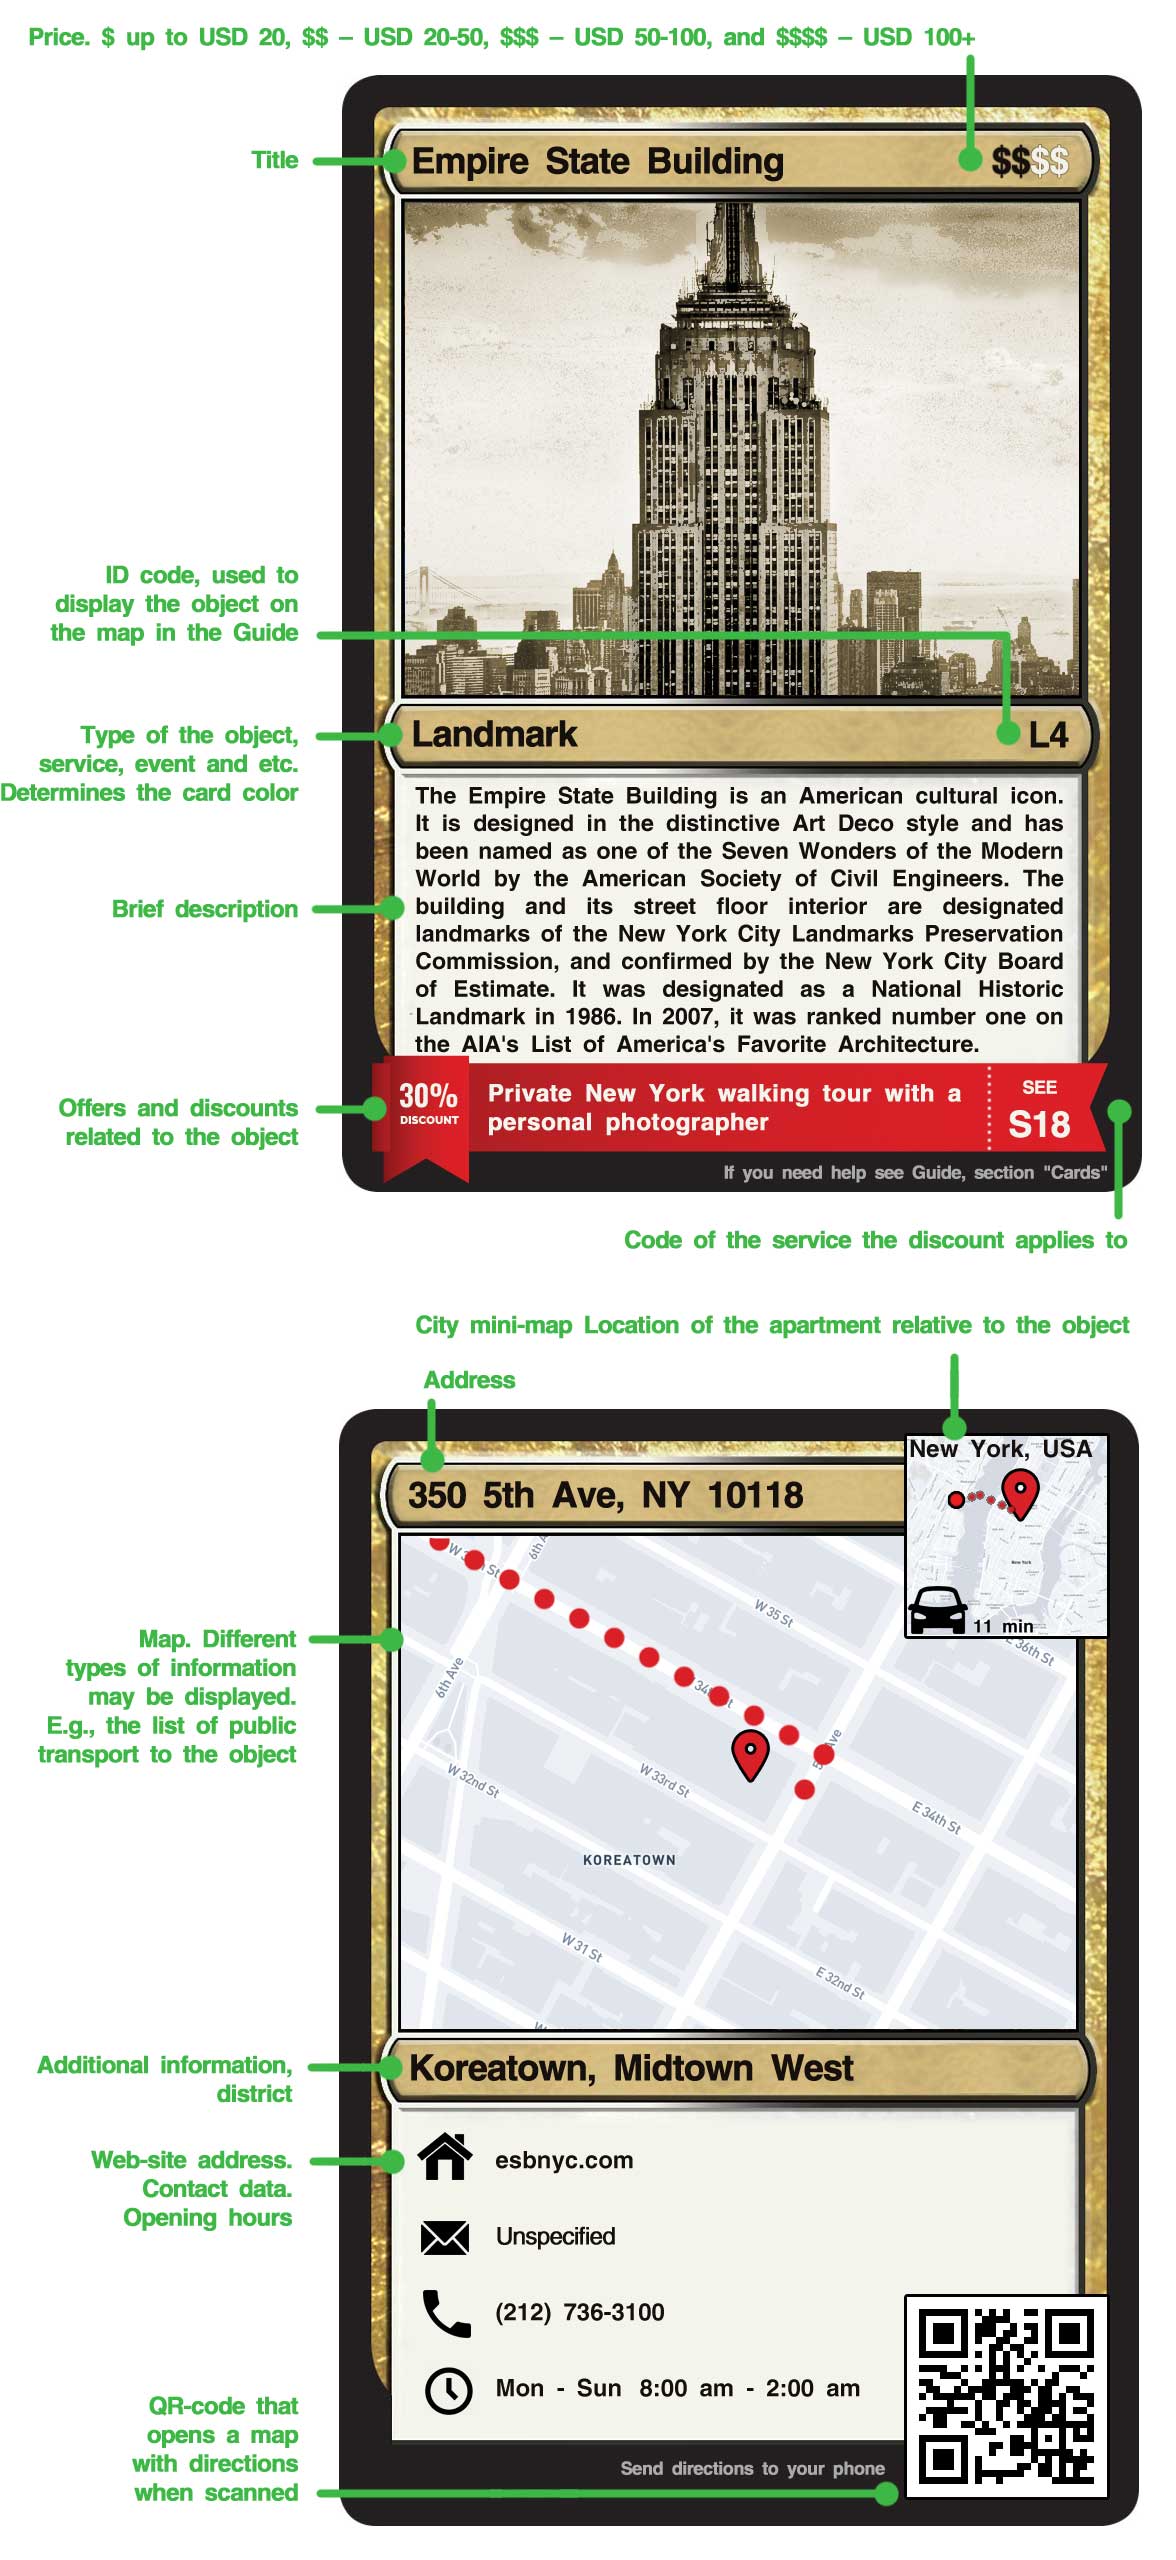 Price. $ up to USD 20, $$ – USD 20-50, $$$ – USD 50-100, and $$$$ – USD 100+
Title
Empire State Building
$$$$
ID code, used to
display the object on
the map in the Guide
Type of the object,
service, event and etc.
Determines the card color
Landmark
L4
Brief description
The Empire State Building is an American cultural icon.
It is designed in the distinctive Art Deco style and has
been named as one of the Seven Wonders of the Modern
World by the American Society of Civil Engineers. The
building and its street floor interior are designated
landmarks of the New York City Landmarks Preservation
Commission, and confirmed by the New York City Board
of Estimate. It was designated as a National Historic
Landmark in 1986. In 2007, it was ranked number one on
the AIA's List of America's Favorite Architecture.
Offers and discounts
related to the object
30%
DISCOUNT
Private New York walking tour with a
personal photographer
SEE
S18
If you need help see Guide, section "Cards"
Code of the service the discount applies to
City mini-map Location of the apartment relative to the object
Address
350 5th Ave, NY 10118
New York, USA
New York
11 min
Map. Different
types of information
may be displayed.
E.g., the list of public
transport to the object
6th A
W 35 St
E 36th St
6th Ave
W 32nd St
W 33rd St
E 34th St
KOREATOWN
W 31 St
E 32nd St
Additional information,
district
Koreatown, Midtown West
Web-site address.
Contact data.
Opening hours
esbnyc.com
Unspecified
(212) 736-3100
Mon - Sun 8:00 am - 2:00 am
QR-code that
opens a map
with directions
when scanned
Send directions to your phone